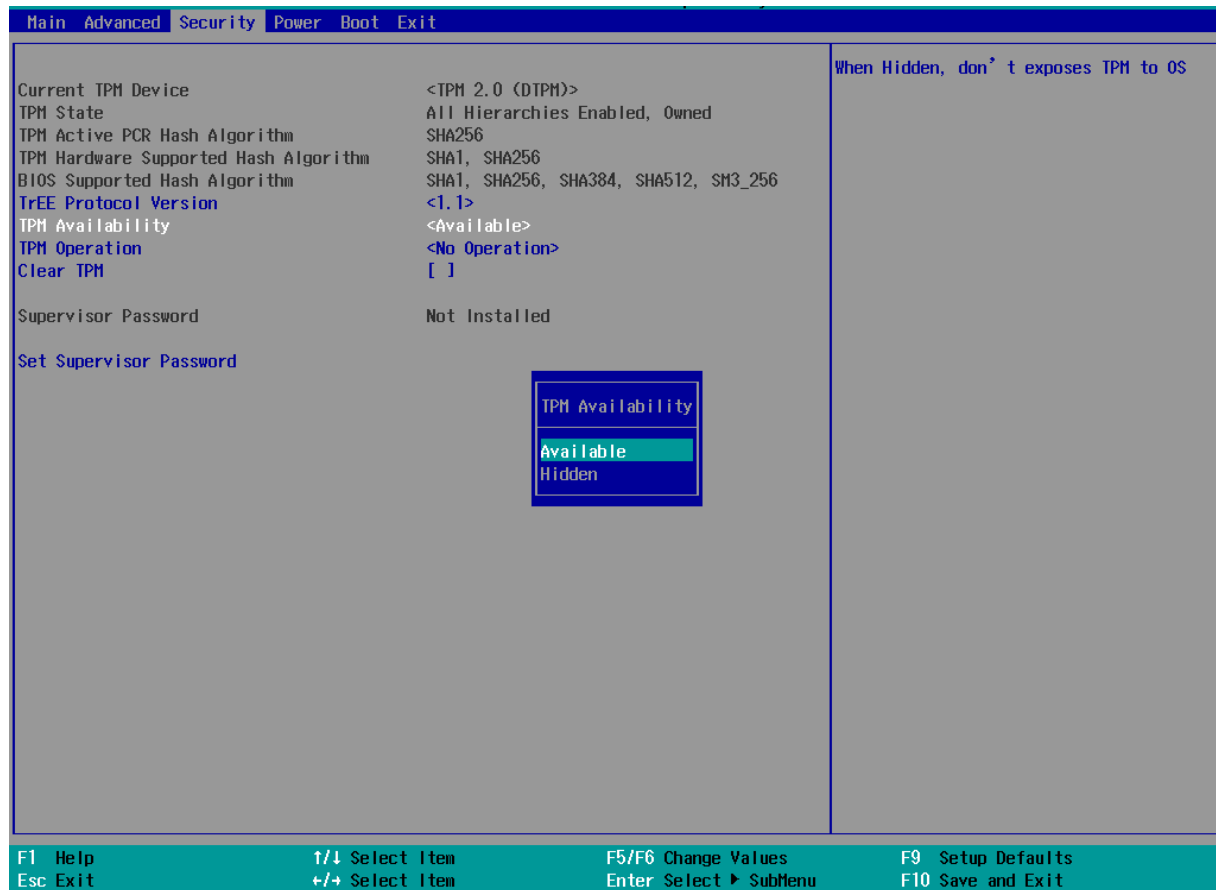 Main Advanced Security Power Boot Exit
When Hidden, don't exposes TPM to OS
Current TPM Device <TPM 2.0 (DTPM)>
TPM State All Hierarchies Enabled, Owned
TPM Active PCR Hash Algorithm SHA256
TPM Hardware Supported Hash Algorithm SHA1, SHA256
BIOS Supported Hash Algorithm SHA1, SHA256, SHA384, SHA512, SM3_256
TrEE Protocol Version <1.1>
TPM Availability <Available>
TPM Operation <No Operation>
Clear TPM [ ]
Supervisor Password Not Installed
Set Supervisor Password
TPM Availability
Available
Hidden
F1 Help ↑/↓ Select Item F5/F6 Change Values F9 Setup Defaults
Esc Exit ←/→ Select Item Enter Select ▶ SubMenu F10 Save and Exit